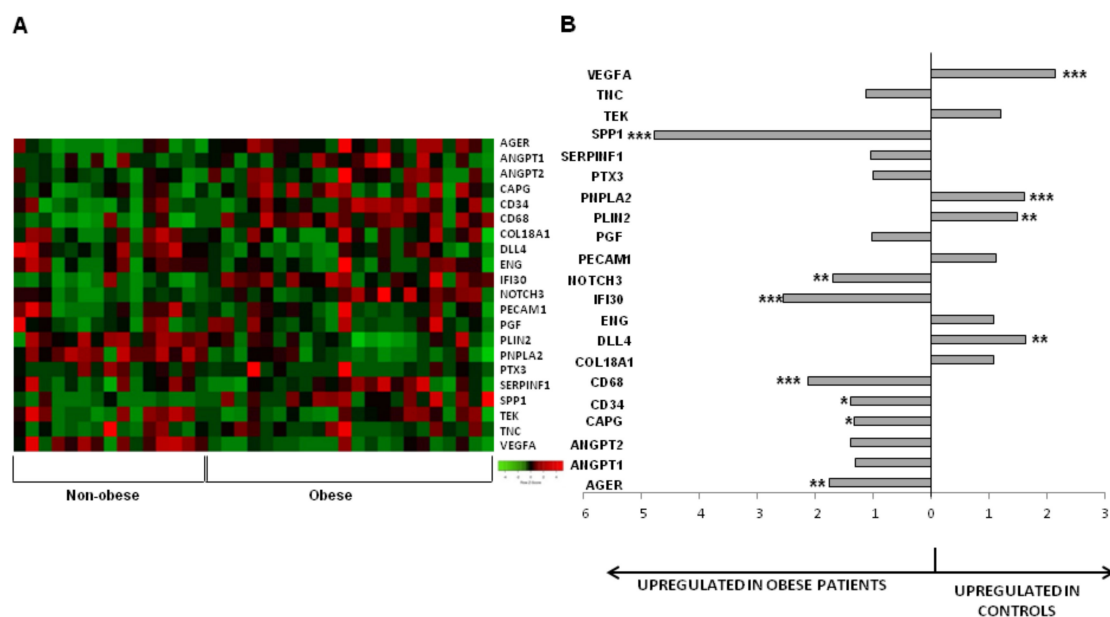 A
B
AGER
ANGPT1
ANGPT2
CAPG
CD34
CD68
COL18A1
DLL4
ENG
IFI30
NOTCH3
PECAM1
PGF
PLIN2
PNPLA2
PTX3
SERPINF1
SPP1
TEK
TNC
VEGFA
Non-obese
Obese
VEGFA ***
TNC
TEK
SPP1 ***
SERPINF1
PTX3
PNPLA2 ***
PLIN2 **
PGF
PECAM1
NOTCH3 **
IFI30 ***
ENG
DLL4 **
COL18A1
CD68 ***
CD34 *
CAPG *
ANGPT2
ANGPT1
AGER **
6 5 4 3 2 1 0 1 2 3
UPREGULATED IN OBESE PATIENTS
UPREGULATED IN
CONTROLS